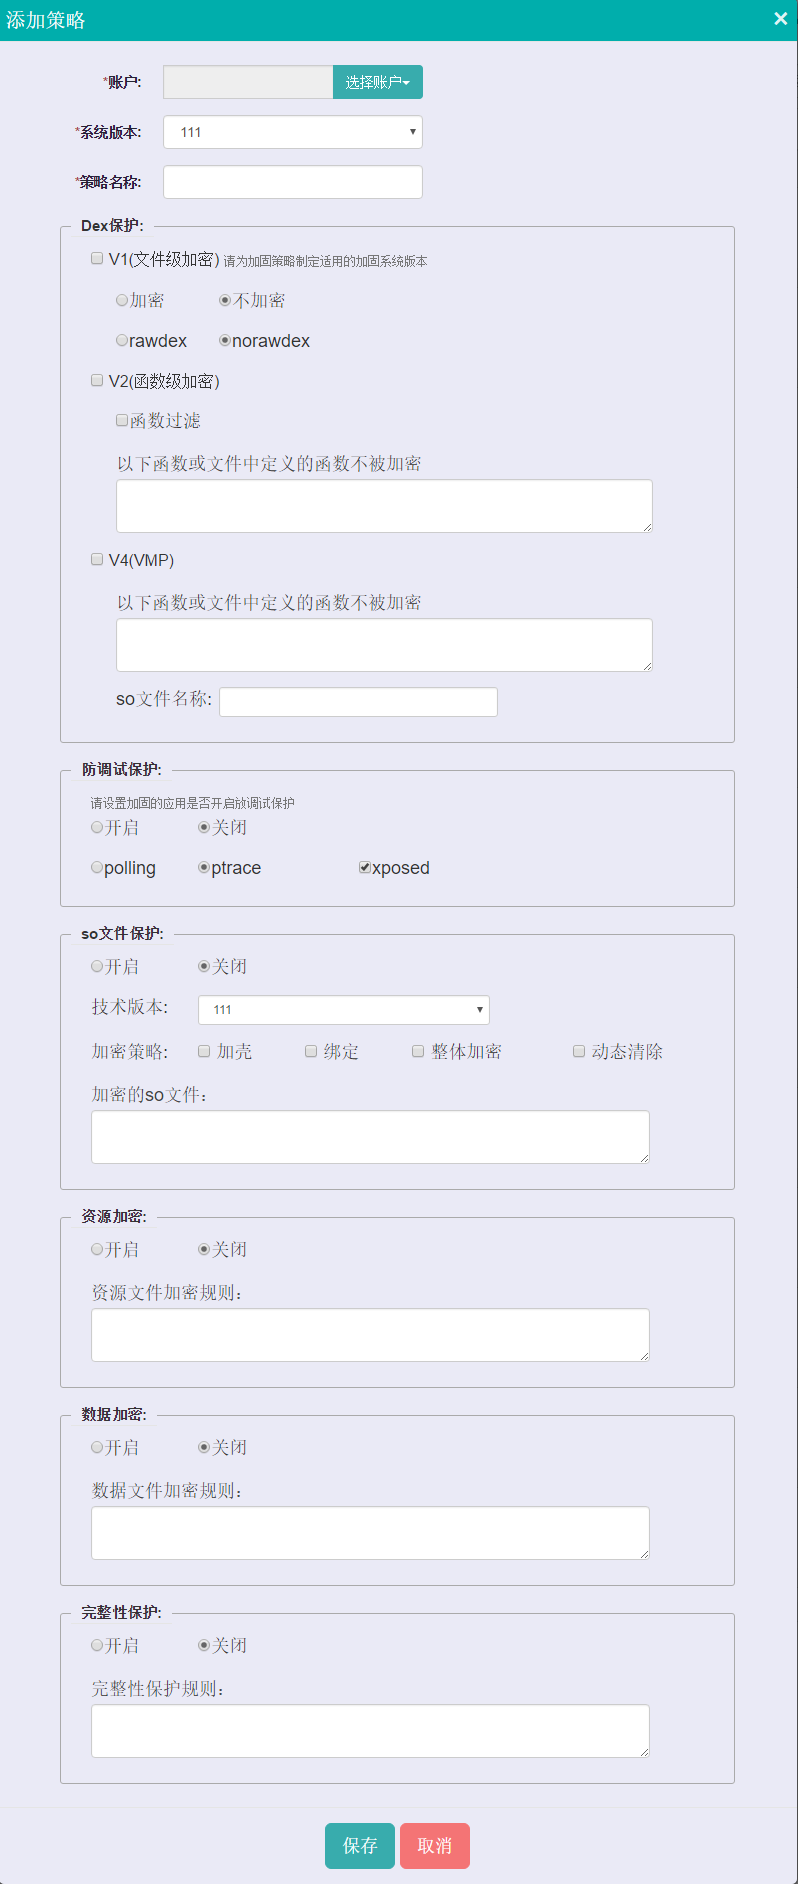 添加策略 ×
*账户: 选择账户
*系统版本: 111
*策略名称:
Dex保护:
V1(文件级加密) 请为加固策略制定适用的加固系统版本
加密 不加密
rawdex norawdex
V2(函数级加密)
函数过滤
以下函数或文件中定义的函数不被加密
V4(VMP)
以下函数或文件中定义的函数不被加密
so文件名称:
防调试保护:
请设置加固的应用是否开启放调试保护
开启 关闭
polling ptrace xposed
so文件保护:
开启 关闭
技术版本: 111
加密策略: 加壳 绑定 整体加密 动态清除
加密的so文件：
资源加密:
开启 关闭
资源文件加密规则：
数据加密:
开启 关闭
数据文件加密规则：
完整性保护:
开启 关闭
完整性保护规则：
保存 取消